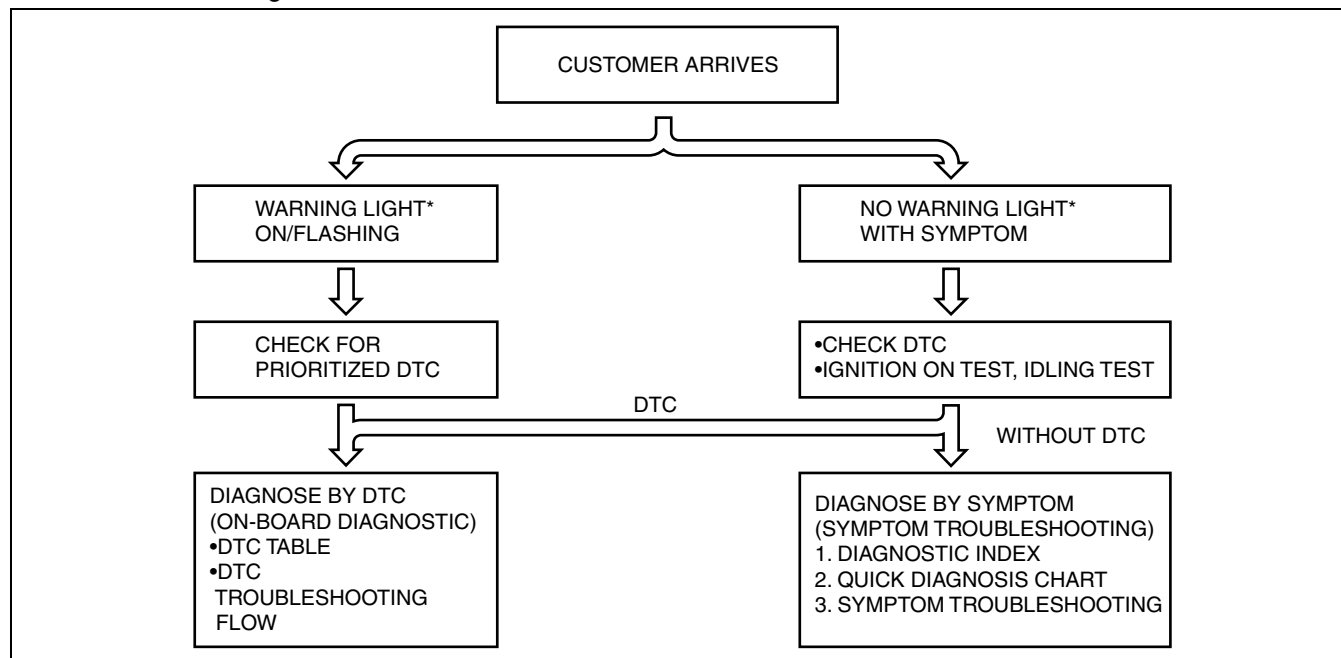 CUSTOMER ARRIVES
WARNING LIGHT*
ON/FLASHING
NO WARNING LIGHT*
WITH SYMPTOM
CHECK FOR
PRIORITIZED DTC
•CHECK DTC
•IGNITION ON TEST, IDLING TEST
DTC
WITHOUT DTC
DIAGNOSE BY DTC
(ON-BOARD DIAGNOSTIC)
•DTC TABLE
•DTC
TROUBLESHOOTING
FLOW
DIAGNOSE BY SYMPTOM
(SYMPTOM TROUBLESHOOTING)
1. DIAGNOSTIC INDEX
2. QUICK DIAGNOSIS CHART
3. SYMPTOM TROUBLESHOOTING